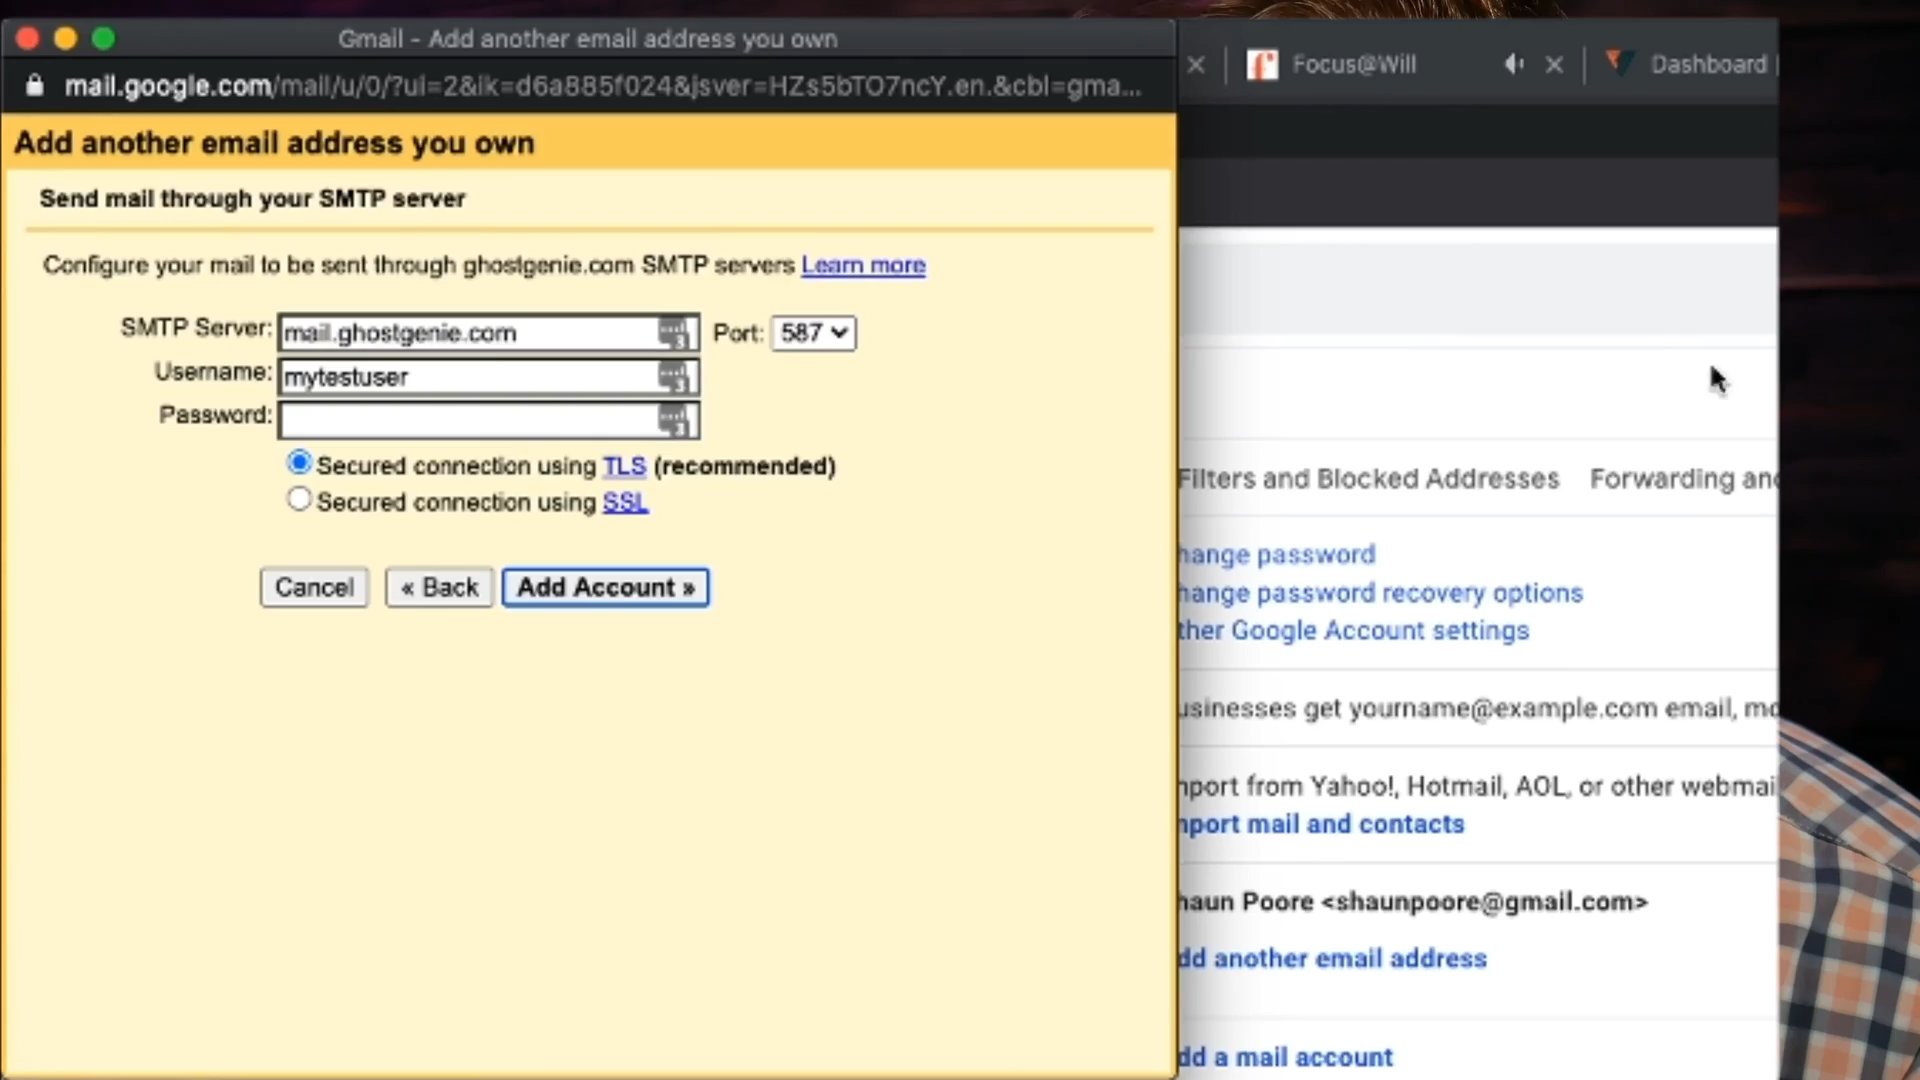 Gmail - Add another email address you own
mail.google.com/mail/u/0/?ui=2&ik=d6a885f024&jsver=HZs5bTO7ncY.en.&cbl=gma...
Focus@Will
Dashboard
Add another email address you own
Send mail through your SMTP server
Configure your mail to be sent through ghostgenie.com SMTP servers Learn more
SMTP Server: mail.ghostgenie.com Port: 587
Username: mytestuser
Password:
Secured connection using TLS (recommended)
Secured connection using SSL
Cancel « Back Add Account »
Filters and Blocked Addresses Forwarding and
hange password
hange password recovery options
ther Google Account settings
usinesses get yourname@example.com email, mo
mport from Yahoo!, Hotmail, AOL, or other webmai
mport mail and contacts
haun Poore <shaunpoore@gmail.com>
dd another email address
dd a mail account